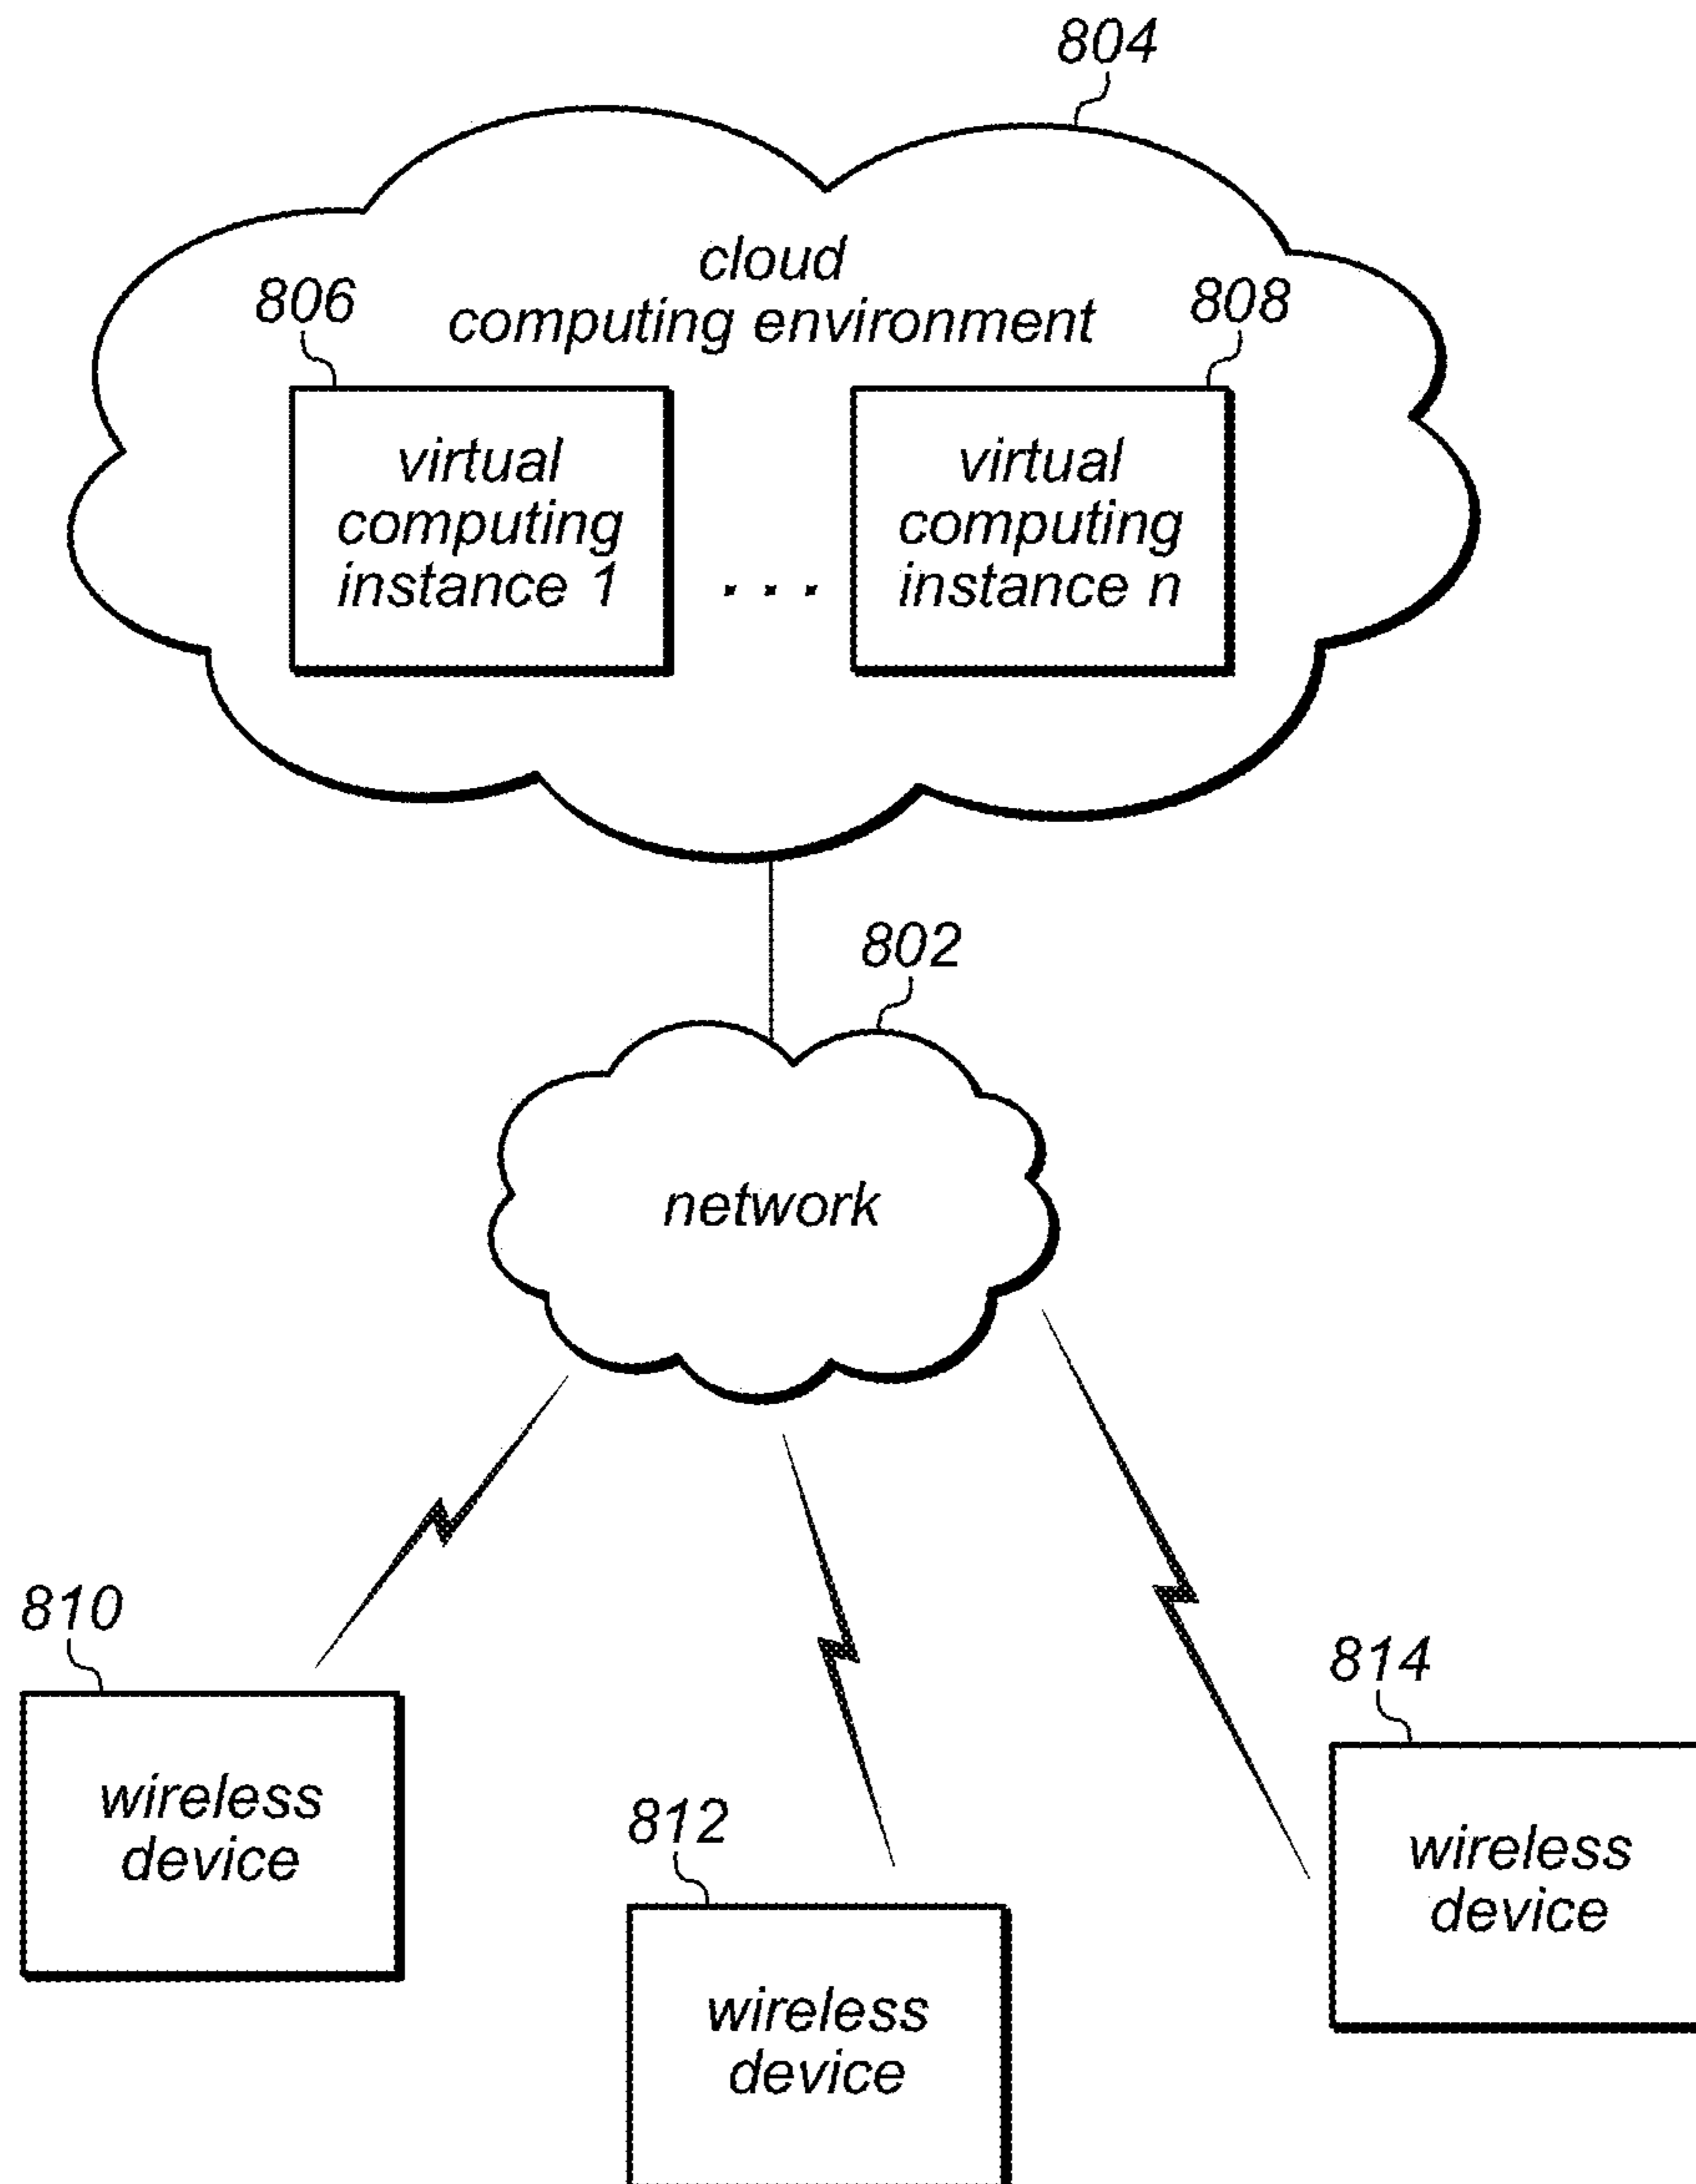 804
cloud
computing environment
806
808
virtual
computing
instance 1
. . .
virtual
computing
instance n
802
network
810
wireless
device
812
wireless
device
814
wireless
device